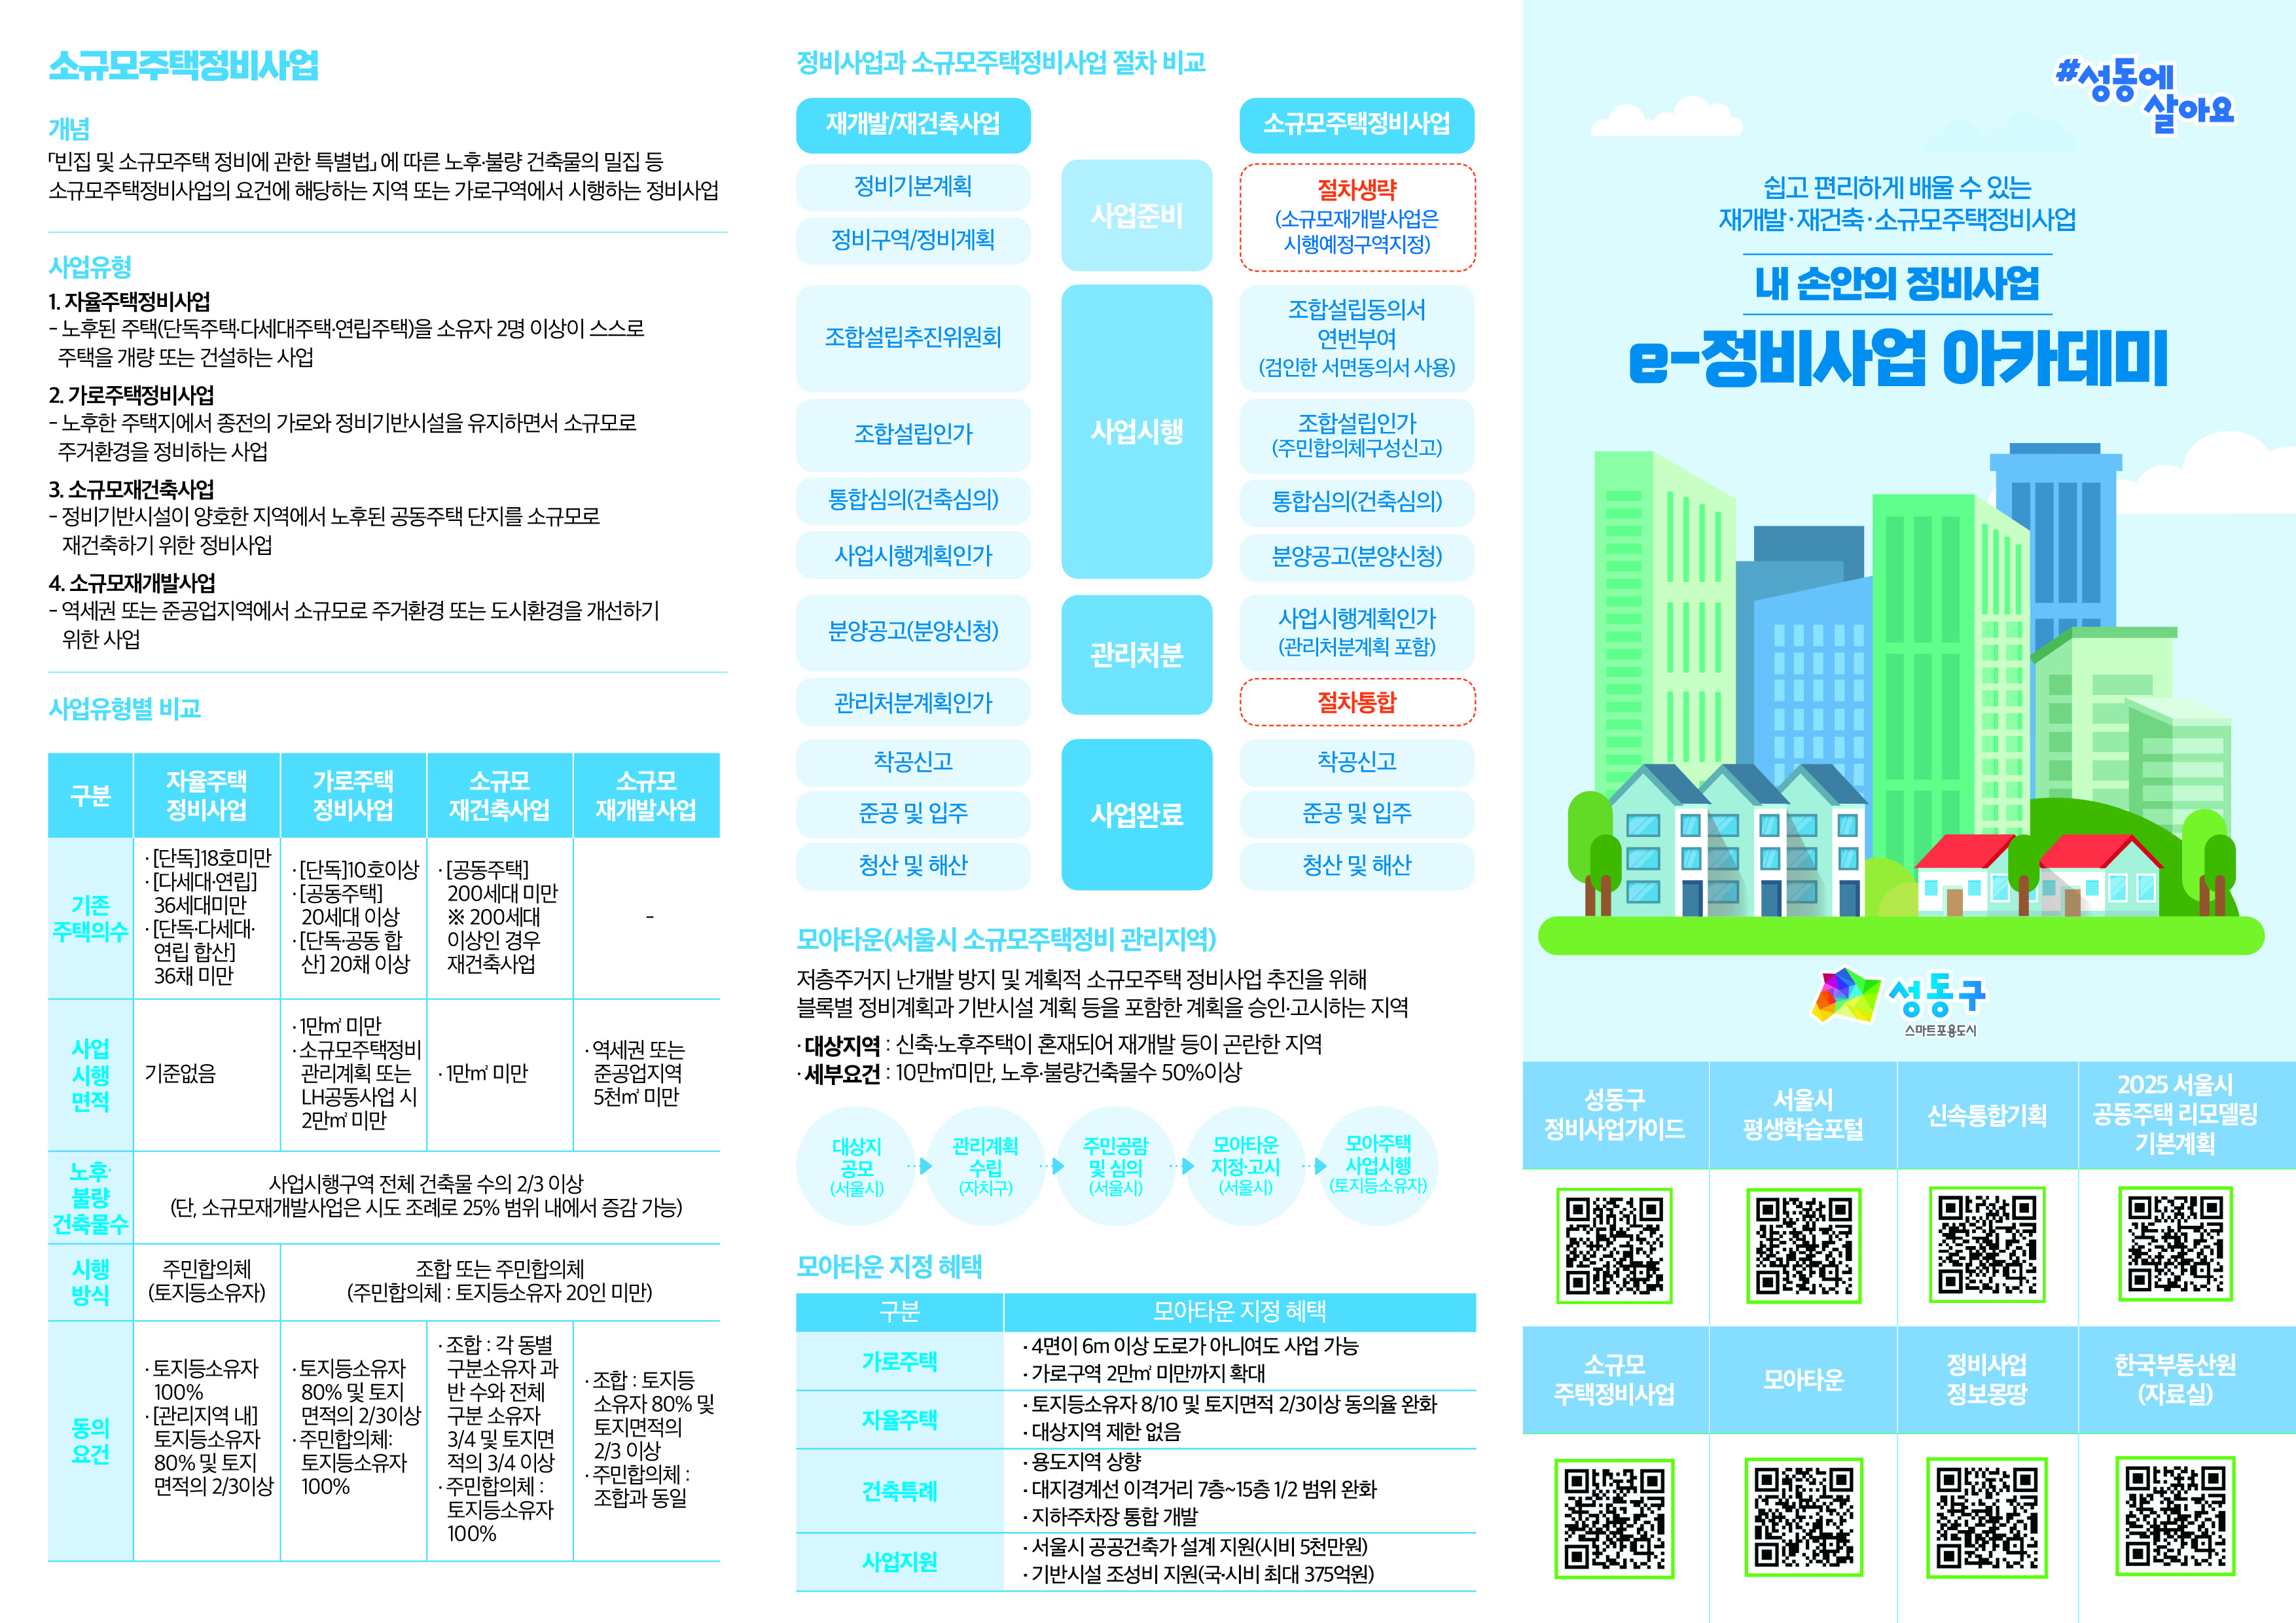 소규모주택정비사업
개념
「빈집 및 소규모주택 정비에 관한 특별법」에 따른 노후·불량 건축물의 밀집 등
소규모주택정비사업의 요건에 해당하는 지역 또는 가로구역에서 시행하는 정비사업
사업유형
1. 자율주택정비사업
- 노후된 주택(단독주택·다세대주택·연립주택)을 소유자 2명 이상이 스스로
주택을 개량 또는 건설하는 사업
2. 가로주택정비사업
- 노후한 주택지에서 종전의 가로와 정비기반시설을 유지하면서 소규모로
주거환경을 정비하는 사업
3. 소규모재건축사업
- 정비기반시설이 양호한 지역에서 노후된 공동주택 단지를 소규모로
재건축하기 위한 정비사업
4. 소규모재개발사업
- 역세권 또는 준공업지역에서 소규모로 주거환경 또는 도시환경을 개선하기
위한 사업
사업유형별 비교
구분
자율주택
정비사업
가로주택
정비사업
소규모
재건축사업
소규모
재개발사업
기존
주택의수
· [단독]18호미만
· [다세대·연립]
36세대미만
· [단독·다세대·
연립 합산]
36채 미만
· [단독]10호이상
· [공동주택]
20세대 이상
· [단독·공동 합
산] 20채 이상
· [공동주택]
200세대 미만
※ 200세대
이상인 경우
재건축사업
-
사업
시행
면적
기준없음
· 1만㎡ 미만
· 소규모주택정비
관리계획 또는
LH공동사업 시
2만㎡ 미만
· 1만㎡ 미만
· 역세권 또는
준공업지역
5천㎡ 미만
노후·
불량
건축물수
사업시행구역 전체 건축물 수의 2/3 이상
(단, 소규모재개발사업은 시도 조례로 25% 범위 내에서 증감 가능)
시행
방식
주민합의체
(토지등소유자)
조합 또는 주민합의체
(주민합의체 : 토지등소유자 20인 미만)
동의
요건
· 토지등소유자
100%
· [관리지역 내]
토지등소유자
80% 및 토지
면적의 2/3이상
· 토지등소유자
80% 및 토지
면적의 2/3이상
· 주민합의체:
토지등소유자
100%
· 조합 : 각 동별
구분소유자 과
반 수와 전체
구분 소유자
3/4 및 토지면
적의 3/4 이상
· 주민합의체 :
토지등소유자
100%
· 조합 : 토지등
소유자 80% 및
토지면적의
2/3 이상
· 주민합의체 :
조합과 동일
정비사업과 소규모주택정비사업 절차 비교
재개발/재건축사업
소규모주택정비사업
정비기본계획
정비구역/정비계획
사업준비
절차생략
(소규모재개발사업은
시행예정구역지정)
조합설립추진위원회
조합설립인가
통합심의(건축심의)
사업시행계획인가
사업시행
조합설립동의서
연번부여
(검인한 서면동의서 사용)
조합설립인가
(주민합의체구성신고)
통합심의(건축심의)
분양공고(분양신청)
분양공고(분양신청)
관리처분계획인가
관리처분
사업시행계획인가
(관리처분계획 포함)
절차통합
착공신고
준공 및 입주
청산 및 해산
사업완료
착공신고
준공 및 입주
청산 및 해산
모아타운(서울시 소규모주택정비 관리지역)
저층주거지 난개발 방지 및 계획적 소규모주택 정비사업 추진을 위해
블록별 정비계획과 기반시설 계획 등을 포함한 계획을 승인·고시하는 지역
· 대상지역 : 신축·노후주택이 혼재되어 재개발 등이 곤란한 지역
· 세부요건 : 10만㎡미만, 노후·불량건축물수 50%이상
대상지
공모
(서울시)
관리계획
수립
(자치구)
주민공람
및 심의
(서울시)
모아타운
지정·고시
(서울시)
모아주택
사업시행
(토지등소유자)
모아타운 지정 혜택
구분
모아타운 지정 혜택
가로주택
· 4면이 6m 이상 도로가 아니여도 사업 가능
· 가로구역 2만㎡ 미만까지 확대
자율주택
· 토지등소유자 8/10 및 토지면적 2/3이상 동의율 완화
· 대상지역 제한 없음
건축특례
· 용도지역 상향
· 대지경계선 이격거리 7층~15층 1/2 범위 완화
· 지하주차장 통합 개발
사업지원
· 서울시 공공건축가 설계 지원(시비 5천만원)
· 기반시설 조성비 지원(국·시비 최대 375억원)
#성동에
살아요
쉽고 편리하게 배울 수 있는
재개발·재건축·소규모주택정비사업
내 손안의 정비사업
e-정비사업 아카데미
성동구
스마트포용도시
성동구
정비사업가이드
서울시
평생학습포털
신속통합기획
2025 서울시
공동주택 리모델링
기본계획
소규모
주택정비사업
모아타운
정비사업
정보몽땅
한국부동산원
(자료실)